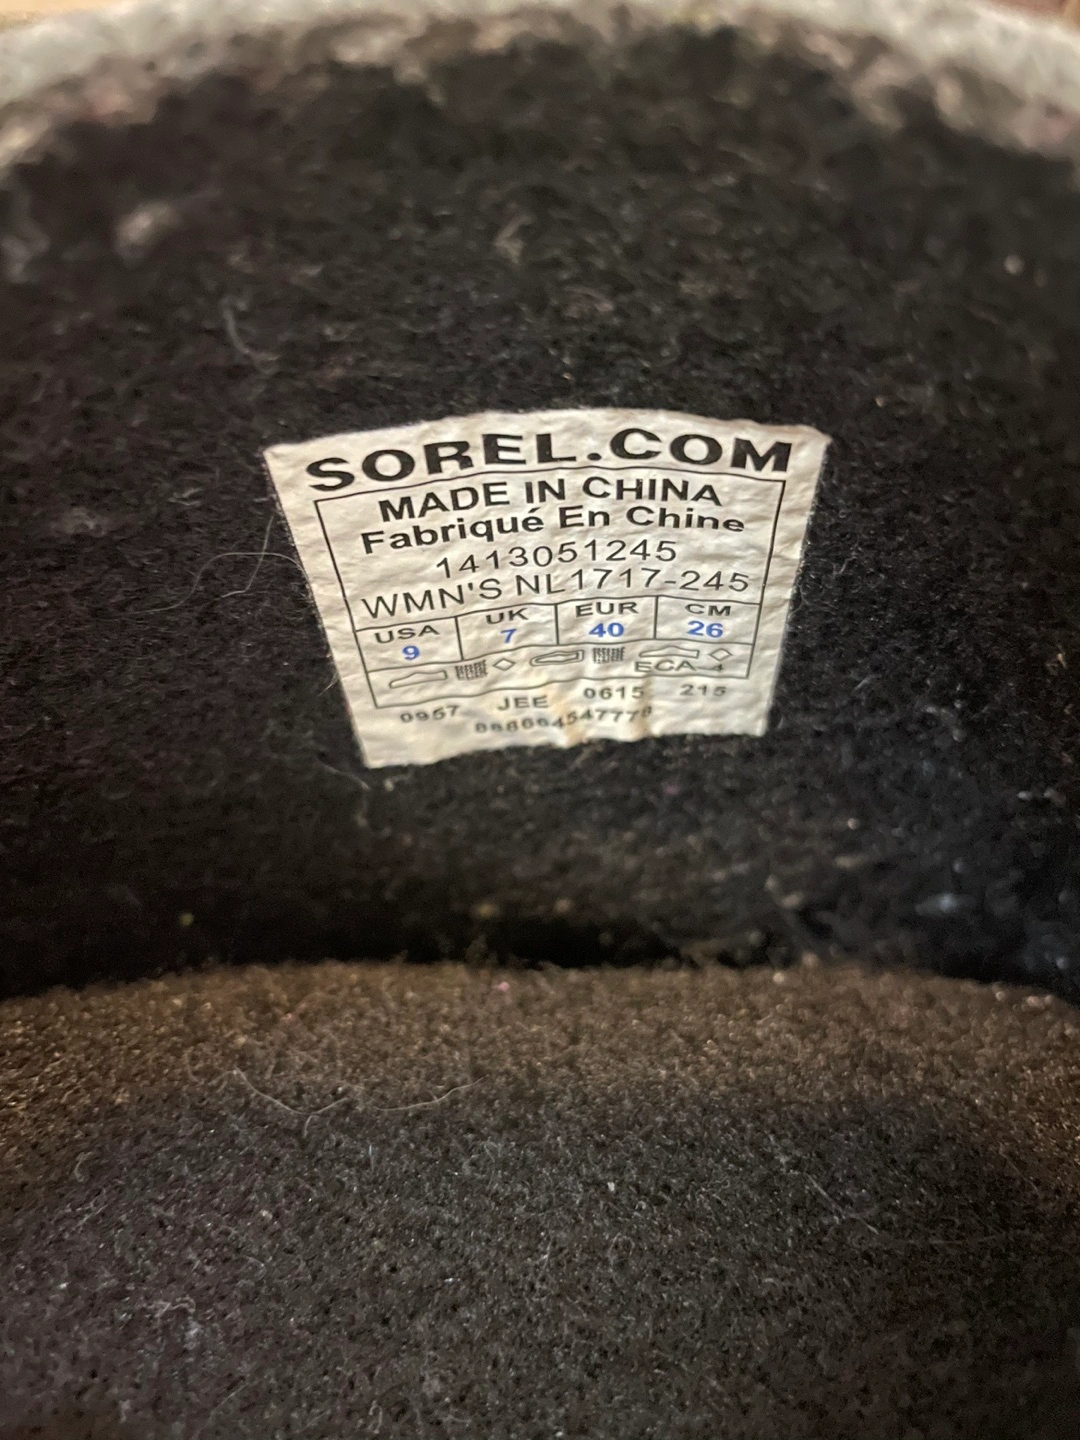 SOREL.COM
MADE IN CHINA
Fabriqué En Chine
1413051245
WMN'S NL1717-245
USA UK EUR CM
9 7 40 26
ECA 4
0957 JEE 0615 215